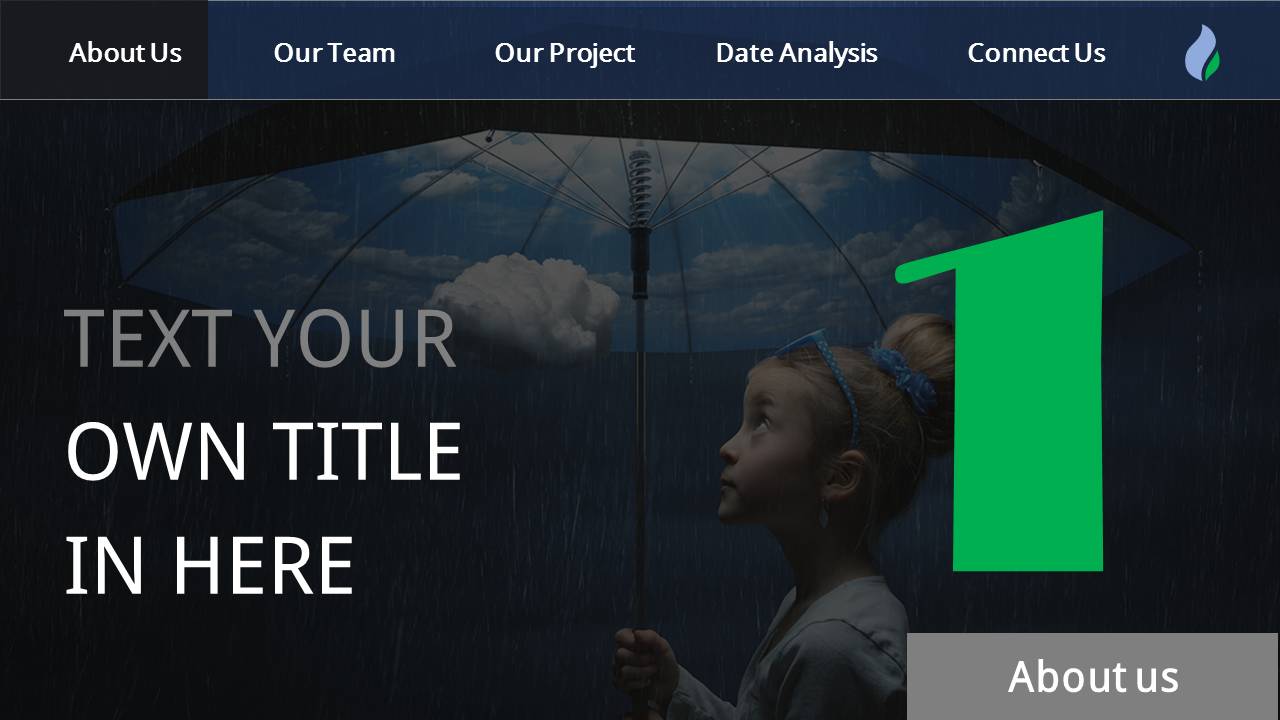 About Us
Our Team
Our Project
Date Analysis
Connect Us
TEXT YOUR
OWN TITLE
IN HERE
1
About us